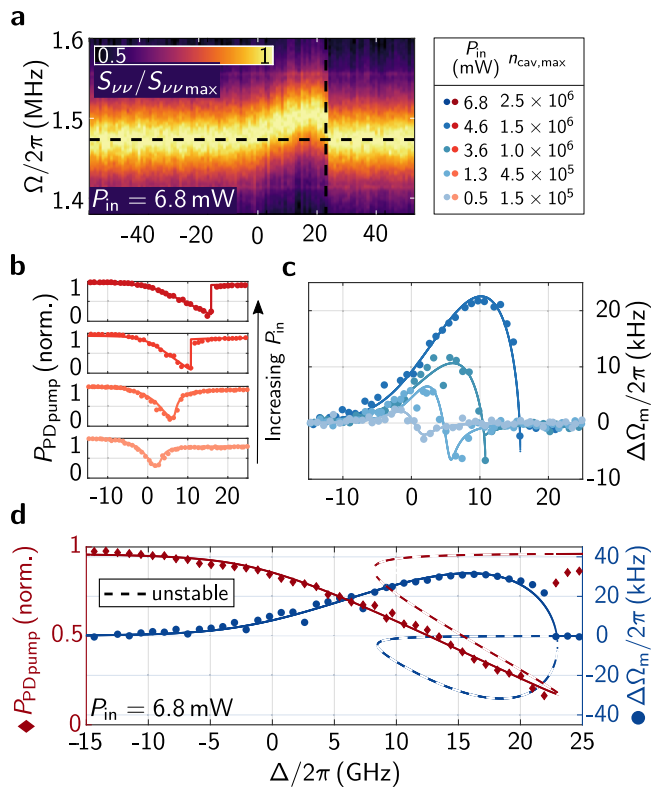 a
1.6
1.5
1.4
Ω/2π (MHz)
0.5 1
S_νν/S_νν max
P_in = 6.8 mW
-40 -20 0 20 40
P_in
(mW) n_cav,max
6.8 2.5 × 10^6
4.6 1.5 × 10^6
3.6 1.0 × 10^6
1.3 4.5 × 10^5
0.5 1.5 × 10^5
b
P_PD pump (norm.)
1
0
1
0
1
0
1
0
-10 0 10 20
Increasing P_in
c
20
10
0
-10
ΔΩ_m/2π (kHz)
-10 0 10 20
d
1
0.5
0
P_PD pump (norm.)
unstable
P_in = 6.8 mW
40
20
0
-20
-40
ΔΩ_m/2π (kHz)
-15 -10 -5 0 5 10 15 20 25
Δ/2π (GHz)